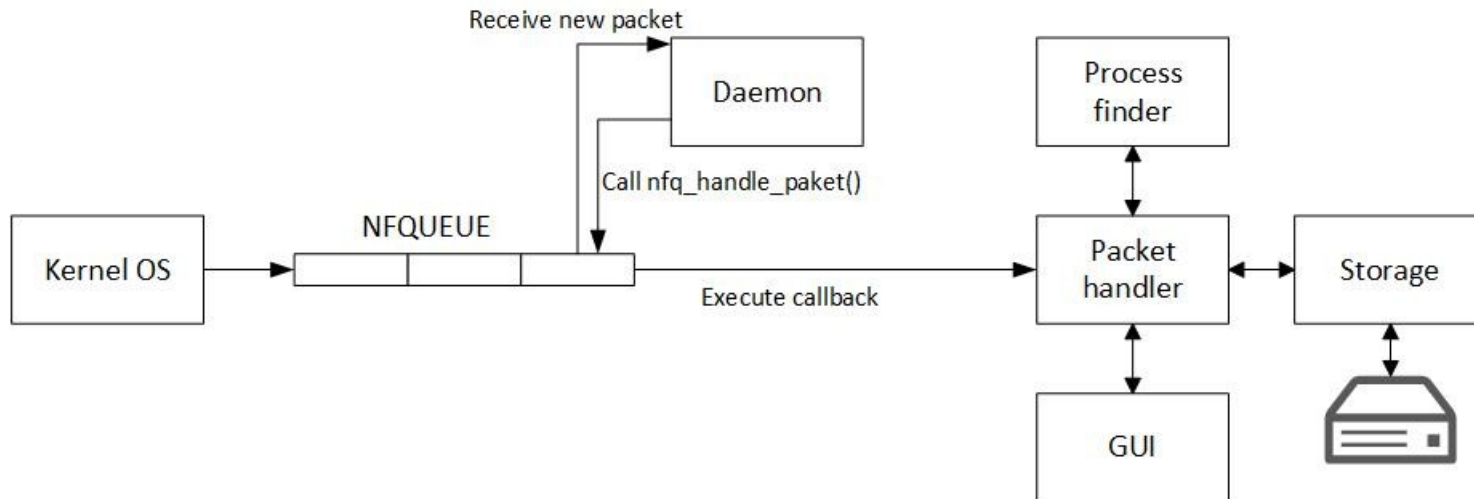 Receive new packet
Daemon
Process
finder
Call nfq_handle_paket()
NFQUEUE
Kernel OS
Packet
handler
Storage
Execute callback
GUI